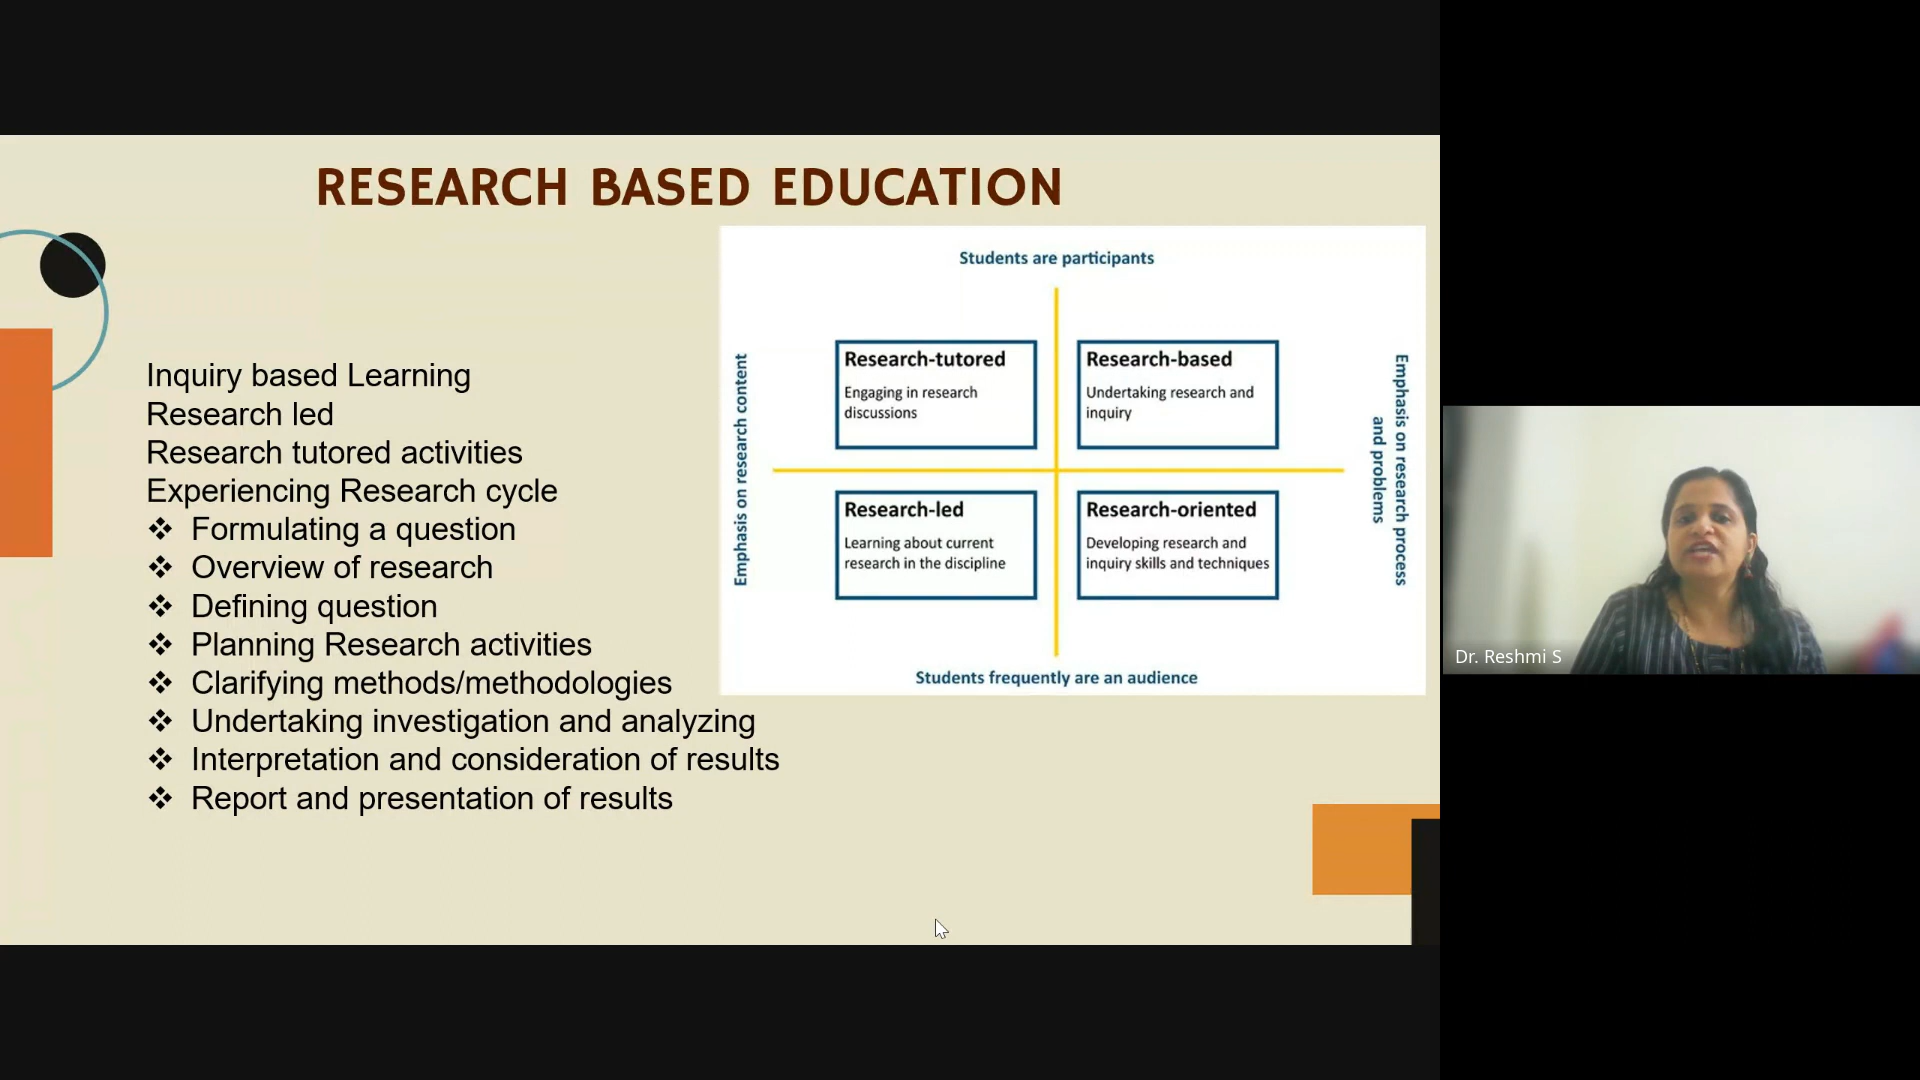 RESEARCH BASED EDUCATION
Inquiry based Learning
Research led
Research tutored activities
Experiencing Research cycle
❖ Formulating a question
❖ Overview of research
❖ Defining question
❖ Planning Research activities
❖ Clarifying methods/methodologies
❖ Undertaking investigation and analyzing
❖ Interpretation and consideration of results
❖ Report and presentation of results
Students are participants
Emphasis on research content
Research-tutored
Engaging in research
discussions
Research-based
Undertaking research and
inquiry
Research-led
Learning about current
research in the discipline
Research-oriented
Developing research and
inquiry skills and techniques
Emphasis on research process
and problems
Students frequently are an audience
Dr. Reshmi S